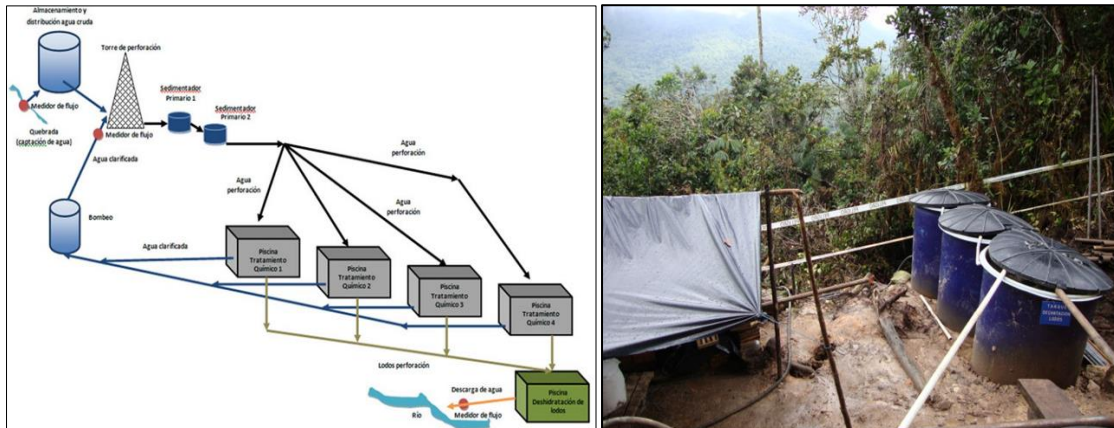 Almacenamiento y
distribución agua cruda
Torre de perforación
Sedimentador
Primario 1
Sedimentador
Primario 2
Medidor de flujo
Medidor de flujo
Quebrada
(captación de agua)
Agua clarificada
Agua
perforación
Agua
perforación
Agua
perforación
Agua
perforación
Bombeo
Agua clarificada
Piscina
Tratamiento
Químico 1
Piscina
Tratamiento
Químico 2
Piscina
Tratamiento
Químico 3
Piscina
Tratamiento
Químico 4
Lodos perforación
Descarga de agua
Medidor de flujo
Río
Piscina
Deshidratación de
lodos
TANQUE
DECANTACION
LODOS